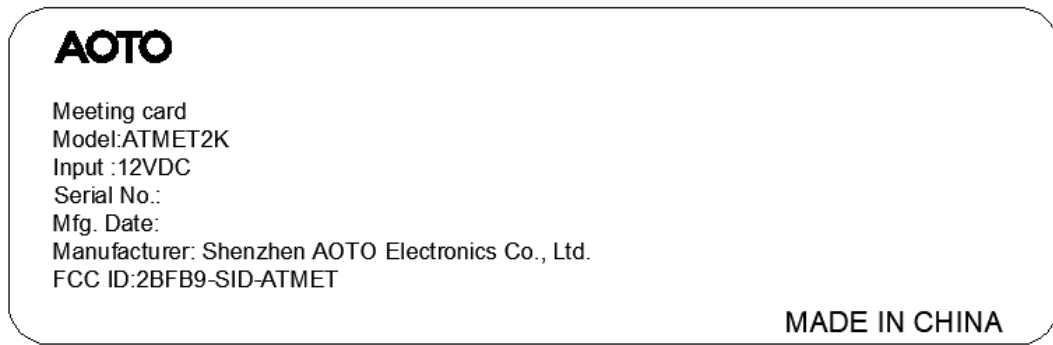 AOTO
Meeting card
Model:ATMET2K
Input :12VDC
Serial No.:
Mfg. Date:
Manufacturer: Shenzhen AOTO Electronics Co., Ltd.
FCC ID:2BFB9-SID-ATMET
MADE IN CHINA